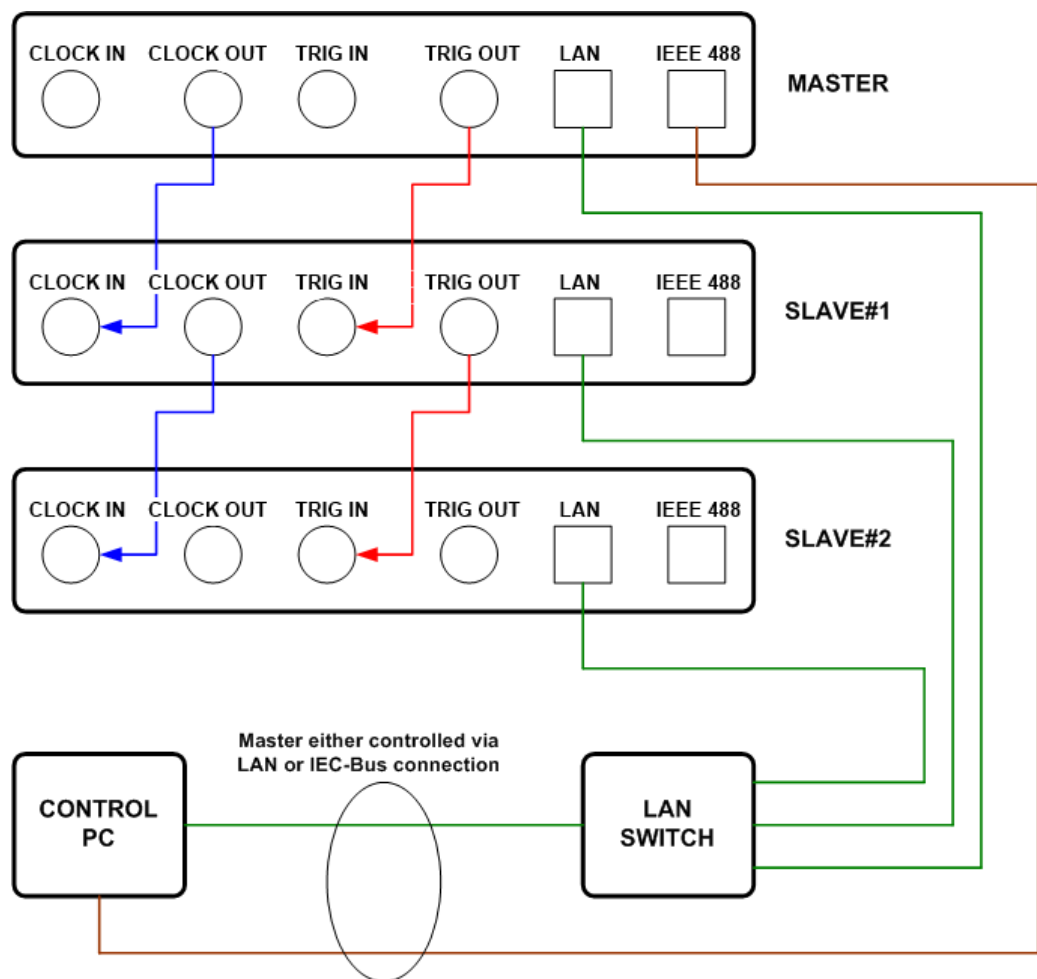 CLOCK IN CLOCK OUT TRIG IN TRIG OUT LAN IEEE 488
MASTER
CLOCK IN CLOCK OUT TRIG IN TRIG OUT LAN IEEE 488
SLAVE#1
CLOCK IN CLOCK OUT TRIG IN TRIG OUT LAN IEEE 488
SLAVE#2
Master either controlled via
LAN or IEC-Bus connection
CONTROL
PC
LAN
SWITCH